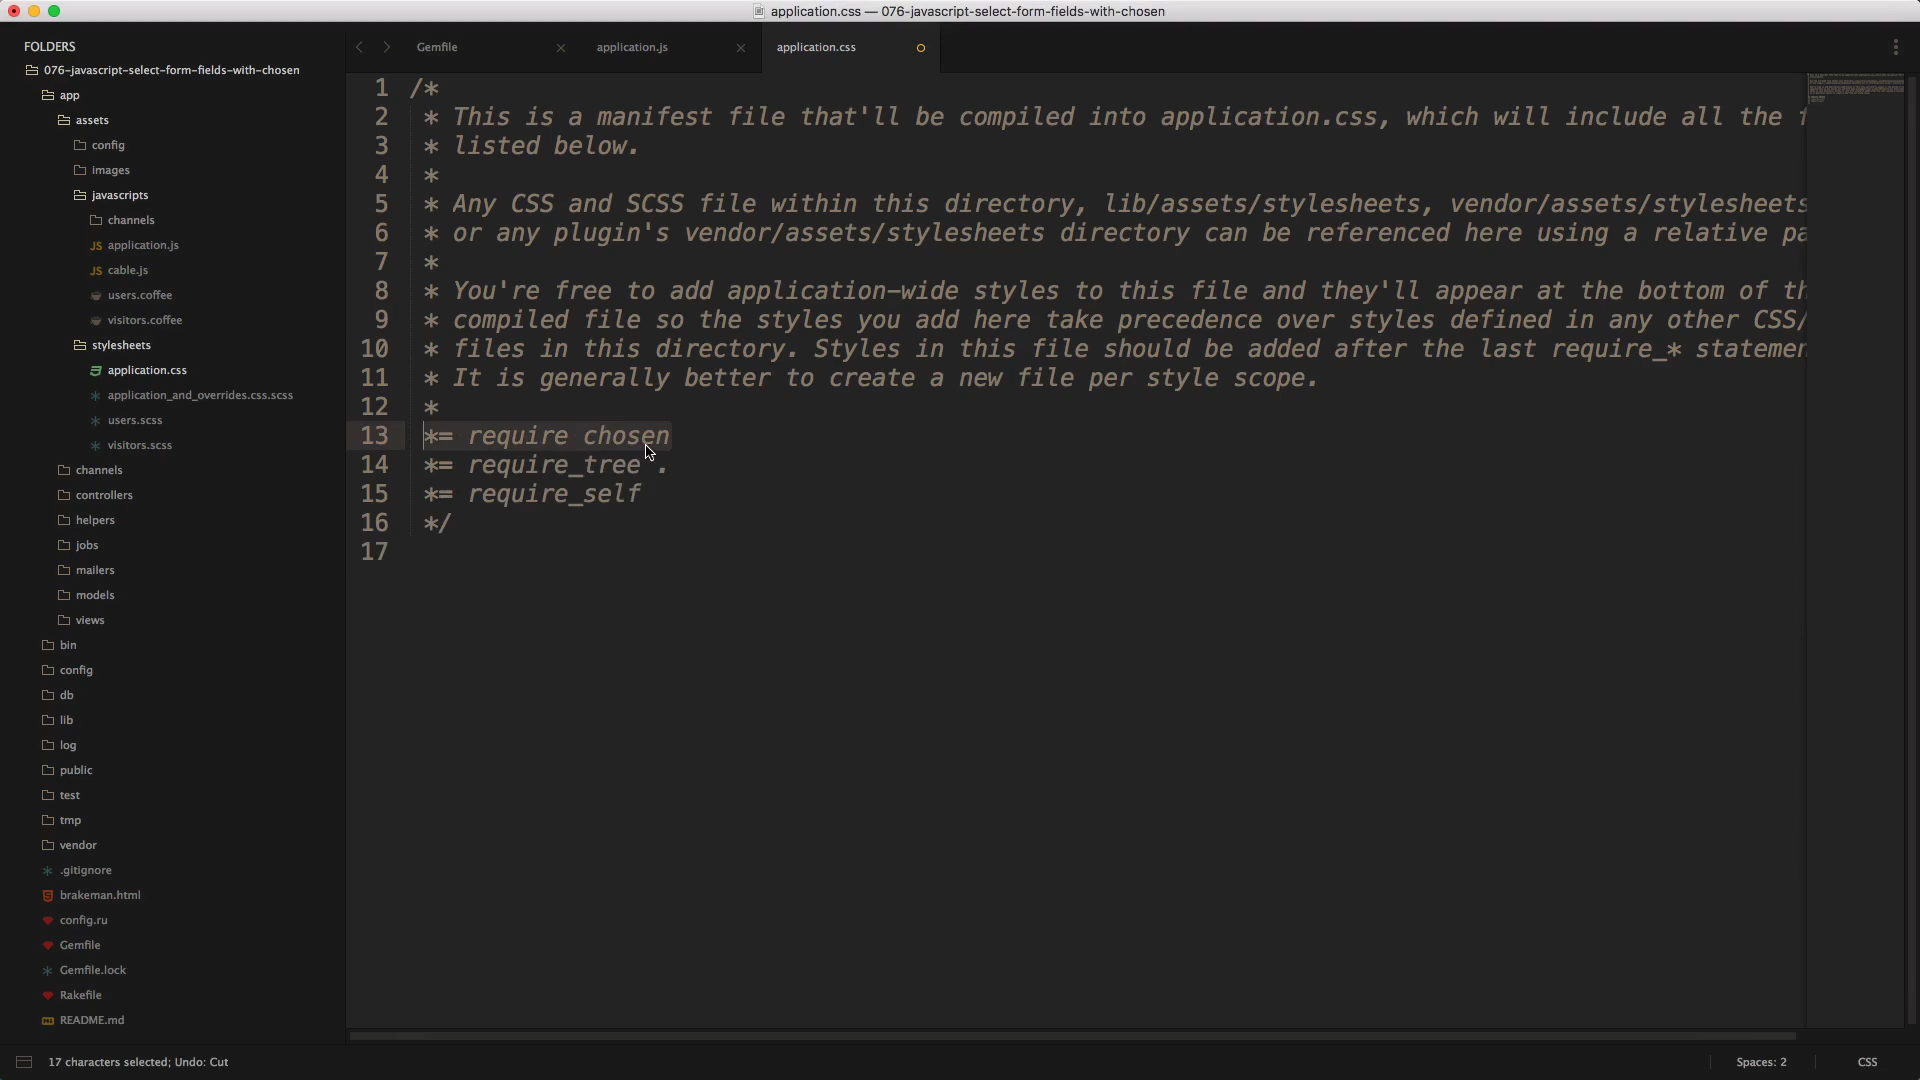 application.css — 076-javascript-select-form-fields-with-chosen
FOLDERS
076-javascript-select-form-fields-with-chosen
app
assets
config
images
javascripts
channels
JS application.js
JS cable.js
users.coffee
visitors.coffee
stylesheets
application.css
application_and_overrides.css.scss
users.scss
visitors.scss
channels
controllers
helpers
jobs
mailers
models
views
bin
config
db
lib
log
public
test
tmp
vendor
.gitignore
brakeman.html
config.ru
Gemfile
Gemfile.lock
Rakefile
README.md
Gemfile
application.js
application.css
1 /*
2 * This is a manifest file that'll be compiled into application.css, which will include all the f
3 * listed below.
4 *
5 * Any CSS and SCSS file within this directory, lib/assets/stylesheets, vendor/assets/stylesheets
6 * or any plugin's vendor/assets/stylesheets directory can be referenced here using a relative pa
7 *
8 * You're free to add application-wide styles to this file and they'll appear at the bottom of th
9 * compiled file so the styles you add here take precedence over styles defined in any other CSS/
10 * files in this directory. Styles in this file should be added after the last require_* statemen
11 * It is generally better to create a new file per style scope.
12 *
13 *= require chosen
14 *= require_tree .
15 *= require_self
16 */
17
17 characters selected; Undo: Cut
Spaces: 2
CSS